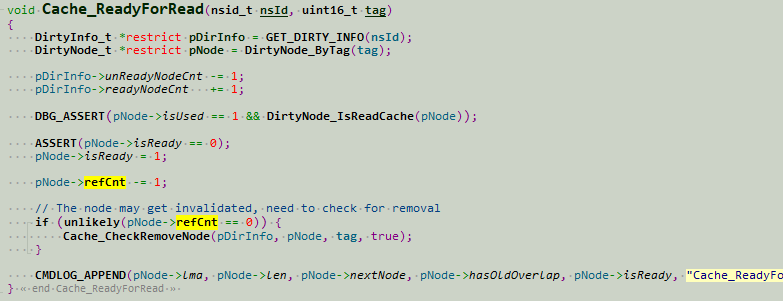 void Cache_ReadyForRead(nsid_t nsId, uint16_t tag)
{
DirtyInfo_t *restrict pDirInfo = GET_DIRTY_INFO(nsId);
DirtyNode_t *restrict pNode = DirtyNode_ByTag(tag);
pDirInfo->unReadyNodeCnt -= 1;
pDirInfo->readyNodeCnt += 1;
DBG_ASSERT(pNode->isUsed == 1 && DirtyNode_IsReadCache(pNode));
ASSERT(pNode->isReady == 0);
pNode->isReady = 1;
pNode->refCnt -= 1;
// The node may get invalidated, need to check for removal
if (unlikely(pNode->refCnt == 0)) {
Cache_CheckRemoveNode(pDirInfo, pNode, tag, true);
}
CMDLOG_APPEND(pNode->lma, pNode->len, pNode->nextNode, pNode->hasOldOverlap, pNode->isReady, "Cache_ReadyFo
} « end Cache_ReadyForRead »